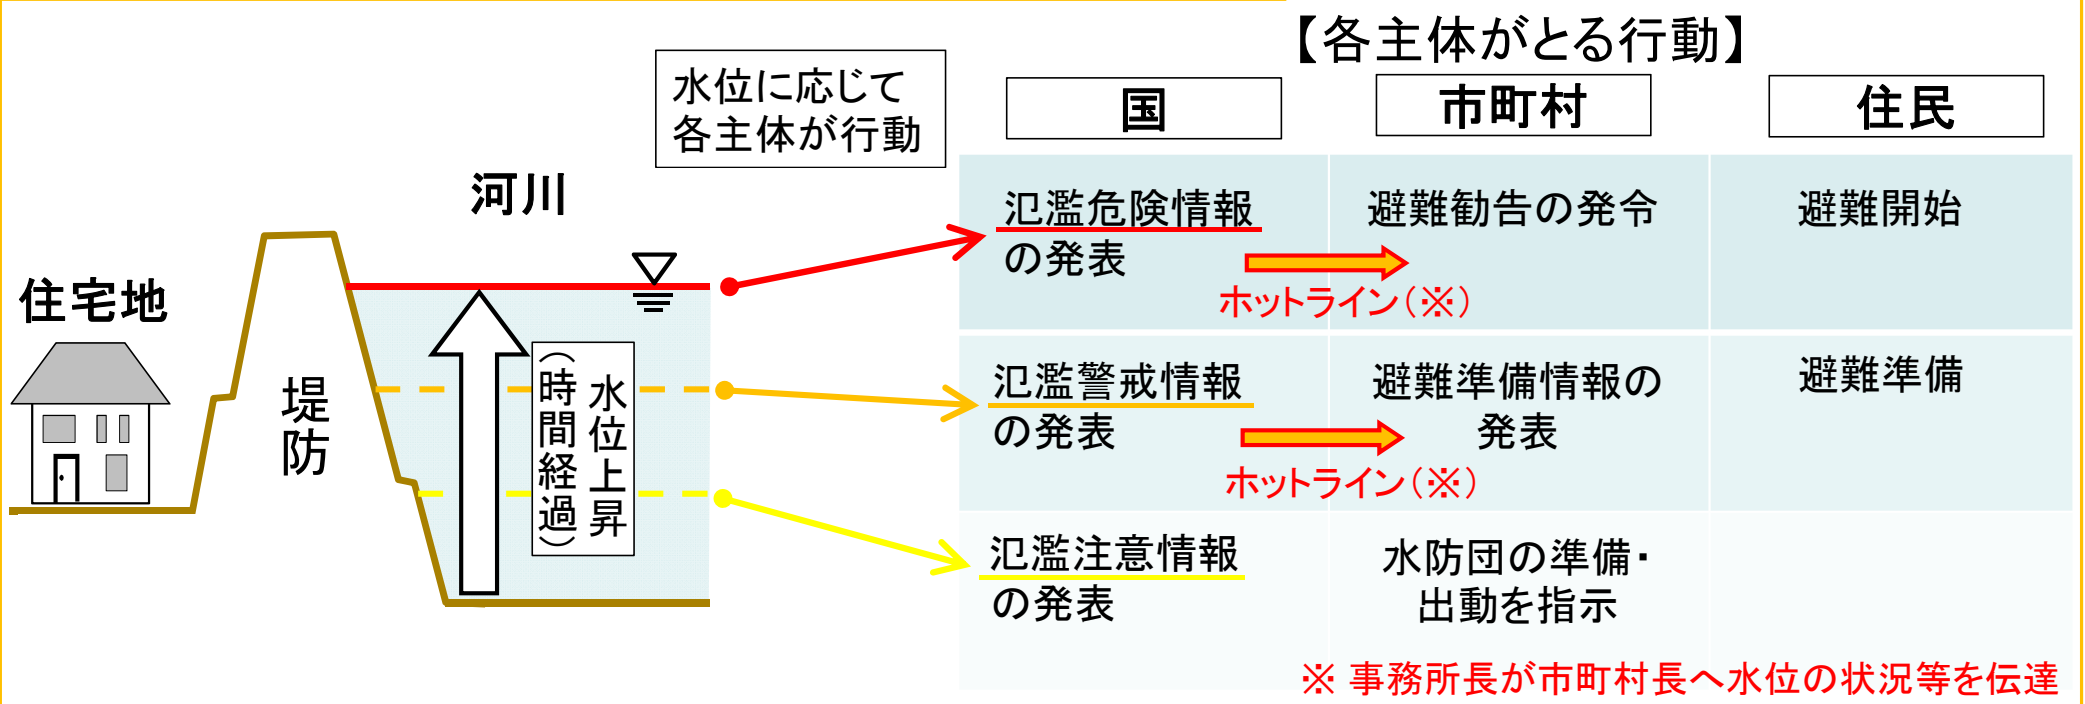 【各主体がとる行動】
水位に応じて
各主体が行動
国
市町村
住民
河川
住宅地
堤防
水位上昇
（時間経過）
氾濫危険情報
の発表
避難勧告の発令
避難開始
ホットライン（※）
氾濫警戒情報
の発表
避難準備情報の
発表
避難準備
ホットライン（※）
氾濫注意情報
の発表
水防団の準備・
出動を指示
※ 事務所長が市町村長へ水位の状況等を伝達